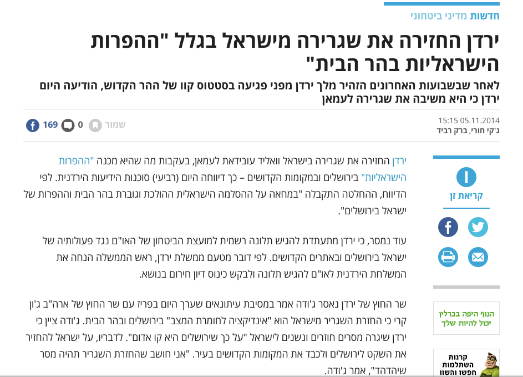 חדשות מדיני ביטחוני
ירדן החזירה את שגרירה מישראל בגלל "ההפרות
הישראליות בהר הבית"
לאחר שבשבועות האחרונים הזהיר מלך ירדן מפני פגיעה בסטטוס קוו של ההר הקדוש, הודיעה היום
ירדן כי היא משיבה את שגרירה לעמאן
15:15 05.11.2014
ג'קי חורי, ברק רביד
שמור
0
169
ירדן החזירה את שגרירה בישראל וואליד עובידאת לעמאן, בעקבות מה שהיא מכנה "ההפרות
הישראליות" בירושלים ובמקומות הקדושים – כך דיווחה היום (רביעי) סוכנות הידיעות הירדנית. לפי
הדיווח, ההחלטה התקבלה "במחאה על ההסלמה הישראלית ההולכת וגוברת בהר הבית וההפרות של
ישראל בירושלים".
עוד נמסר, כי ירדן מתעתדת להגיש תלונה רשמית למועצת הביטחון של האו"ם נגד פעולותיה של
ישראל בירושלים ובאתרים הקדושים. לפי דובר מטעם ממשלת ירדן, ראש הממשלה הנחה את
המשלחת הירדנית לאו"ם להגיש תלונה ולבקש כינוס דיון חירום בנושא.
שר החוץ של ירדן נאסר ג'ודה אמר במסיבת עיתונאים שערך היום בפריז עם שר החוץ של ארה"ב ג'ון
קרי כי החזרת השגריר מישראל הוא "אינדיקציה לחומרת המצב" בירושלים ובהר הבית. ג'ודה ציין כי
ירדן שיגרה מסרים חוזרים ונשנים לישראל "על כך שירושלים היא קו אדום". לדבריו, על ישראל להחזיר
את השקט לירושלים ולכבד את המקומות הקדושים בעיר. "אני חושב שהחזרת השגריר תהיה מסר
שיהדהד", אמר ג'ודה.
קריאת זן
הנוף היפה בברלין
יכול להיות שלך
קרנות
השתלמות
חפשו והשוו